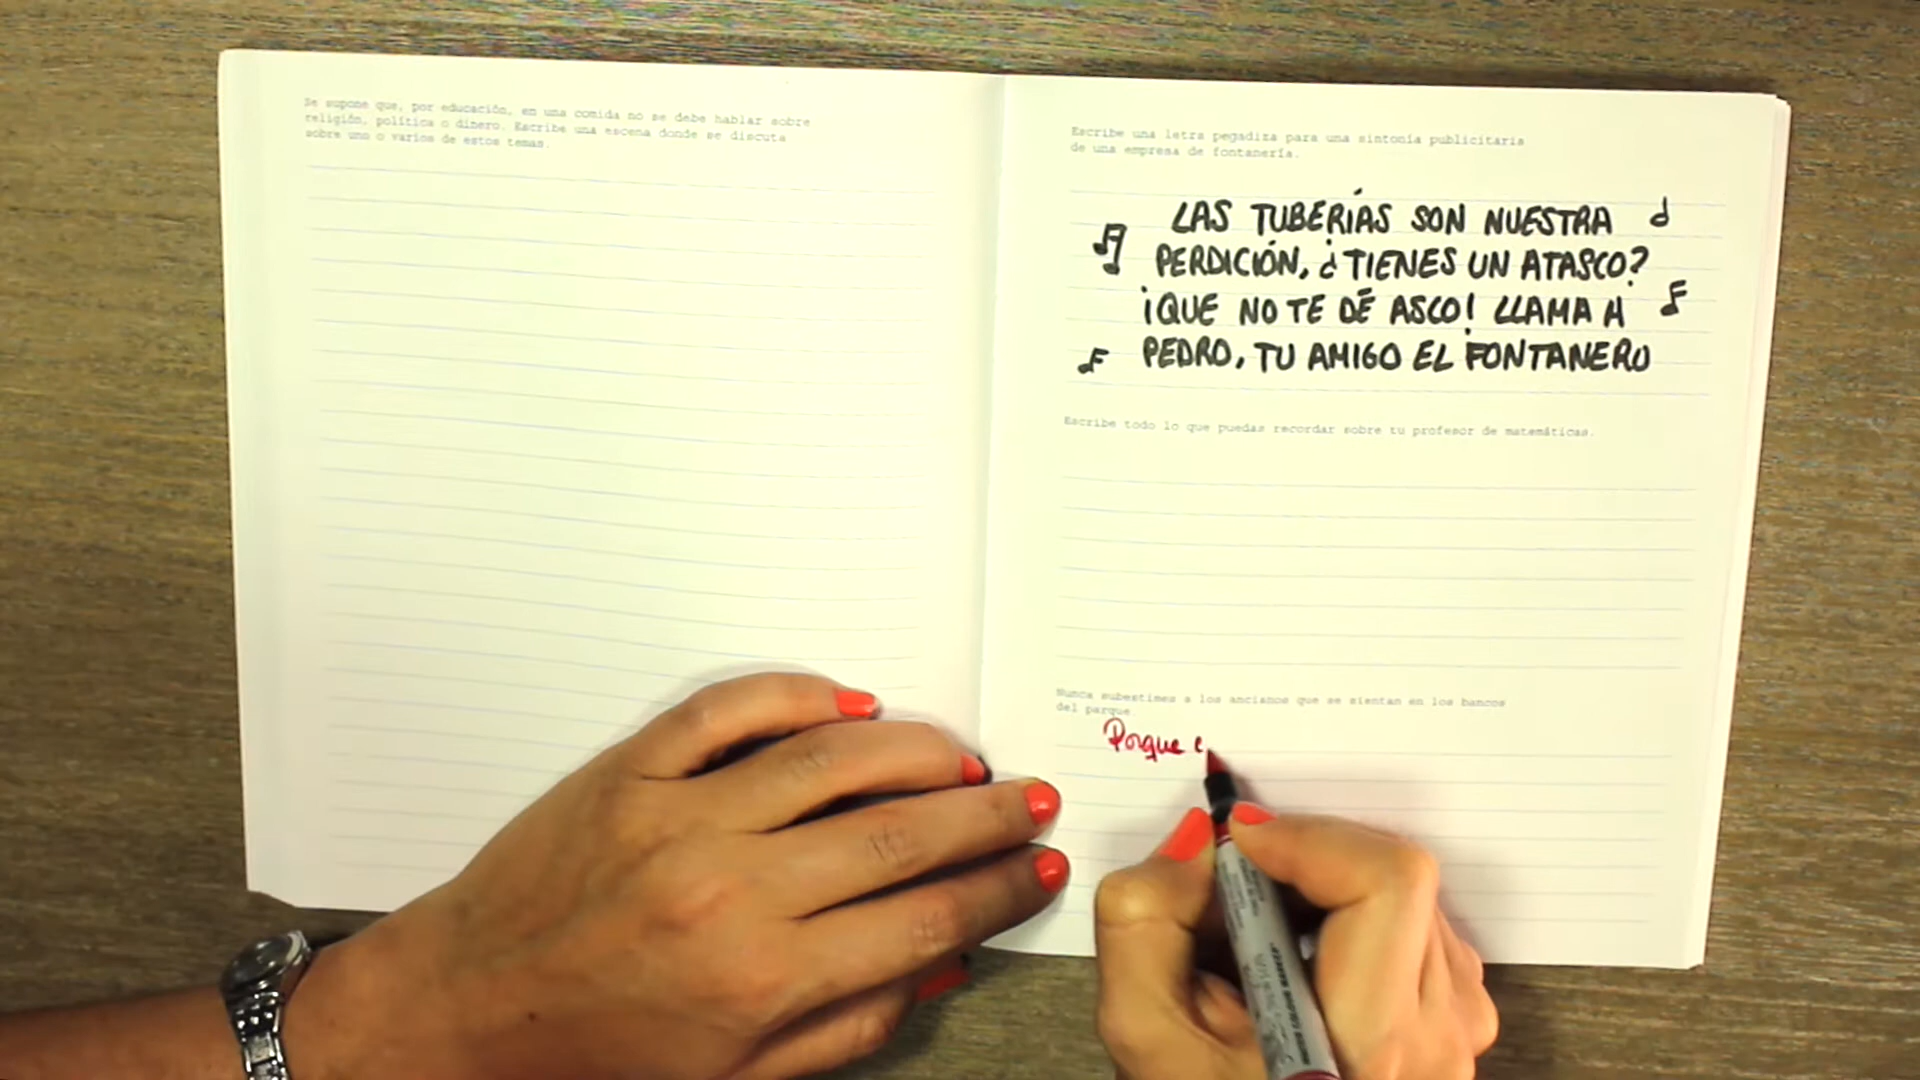 Se supone que, por educación, en una comida no se debe hablar sobre
religión, política o dinero. Escribe una escena donde se discuta
sobre uno o varios de estos temas.
Escribe una letra pegadiza para una sintonía publicitaria
de una empresa de fontanería.
LAS TUBERÍAS SON NUESTRA
PERDICIÓN, ¿TIENES UN ATASCO?
¡QUE NO TE DÉ ASCO! LLAMA A
PEDRO, TU AMIGO EL FONTANERO
Escribe todo lo que puedas recordar sobre tu profesor de matemáticas.
Nunca subestimes a los ancianos que se sientan en los bancos
del parque.
Porque e